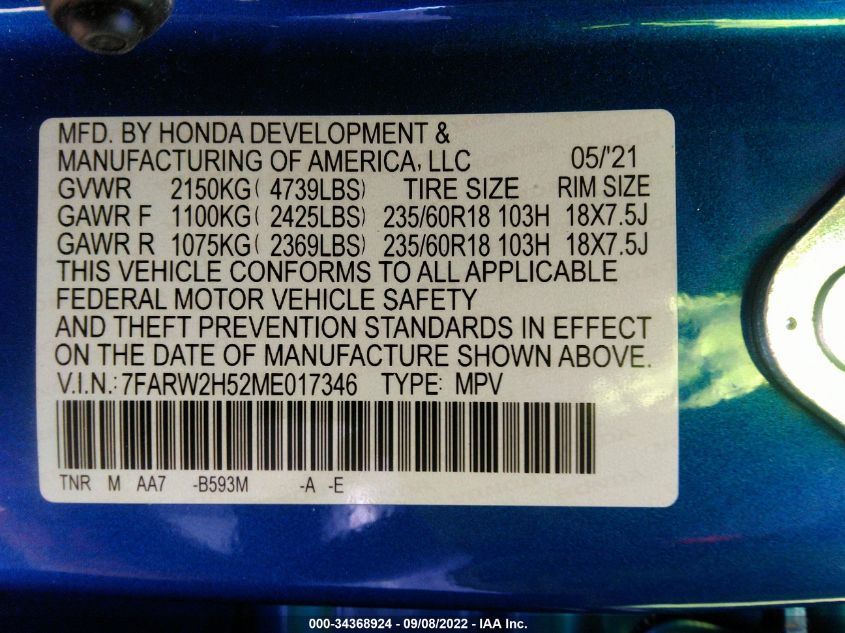 MFD. BY HONDA DEVELOPMENT &
MANUFACTURING OF AMERICA, LLC 05/'21
GVWR 2150KG( 4739LBS) TIRE SIZE RIM SIZE
GAWR F 1100KG( 2425LBS) 235/60R18 103H 18X7.5J
GAWR R 1075KG( 2369LBS) 235/60R18 103H 18X7.5J
THIS VEHICLE CONFORMS TO ALL APPLICABLE
FEDERAL MOTOR VEHICLE SAFETY
AND THEFT PREVENTION STANDARDS IN EFFECT
ON THE DATE OF MANUFACTURE SHOWN ABOVE.
V.I.N.: 7FARW2H52ME017346 TYPE: MPV
TNR M AA7 -B593M -A -E
000-34368924 - 09/08/2022 - IAA Inc.